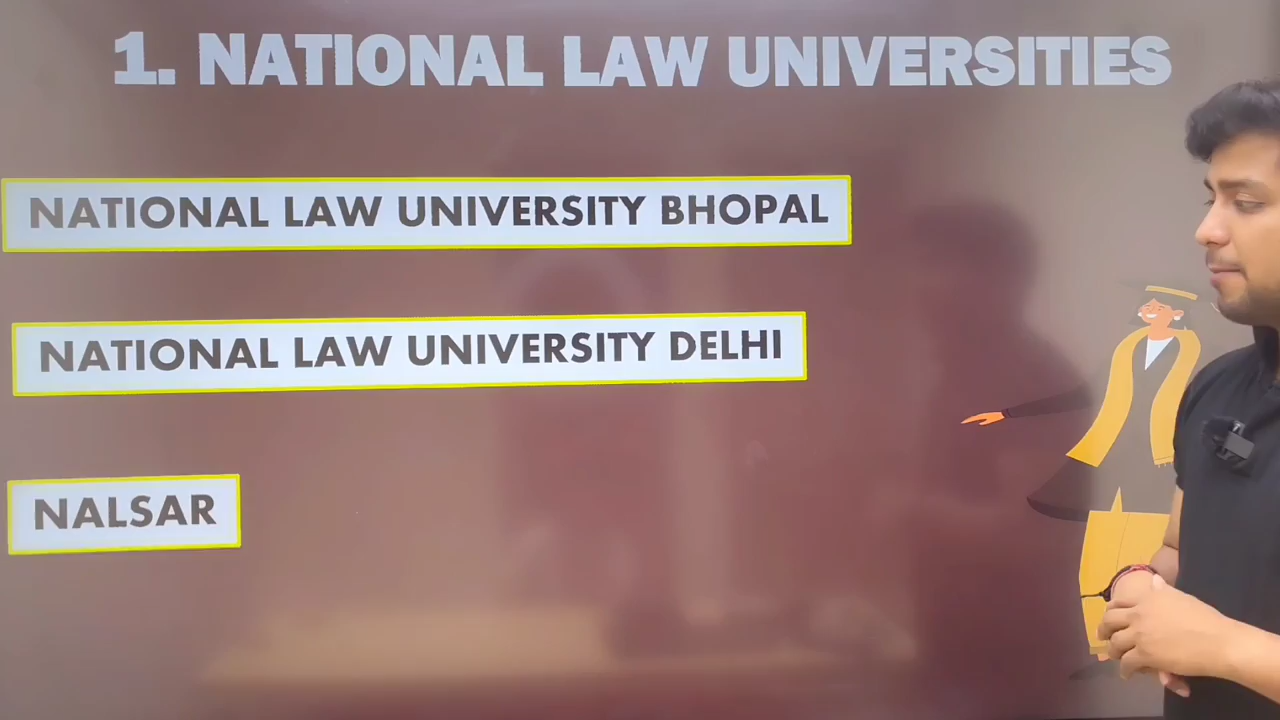 1. NATIONAL LAW UNIVERSITIES
NATIONAL LAW UNIVERSITY BHOPAL
NATIONAL LAW UNIVERSITY DELHI
NALSAR